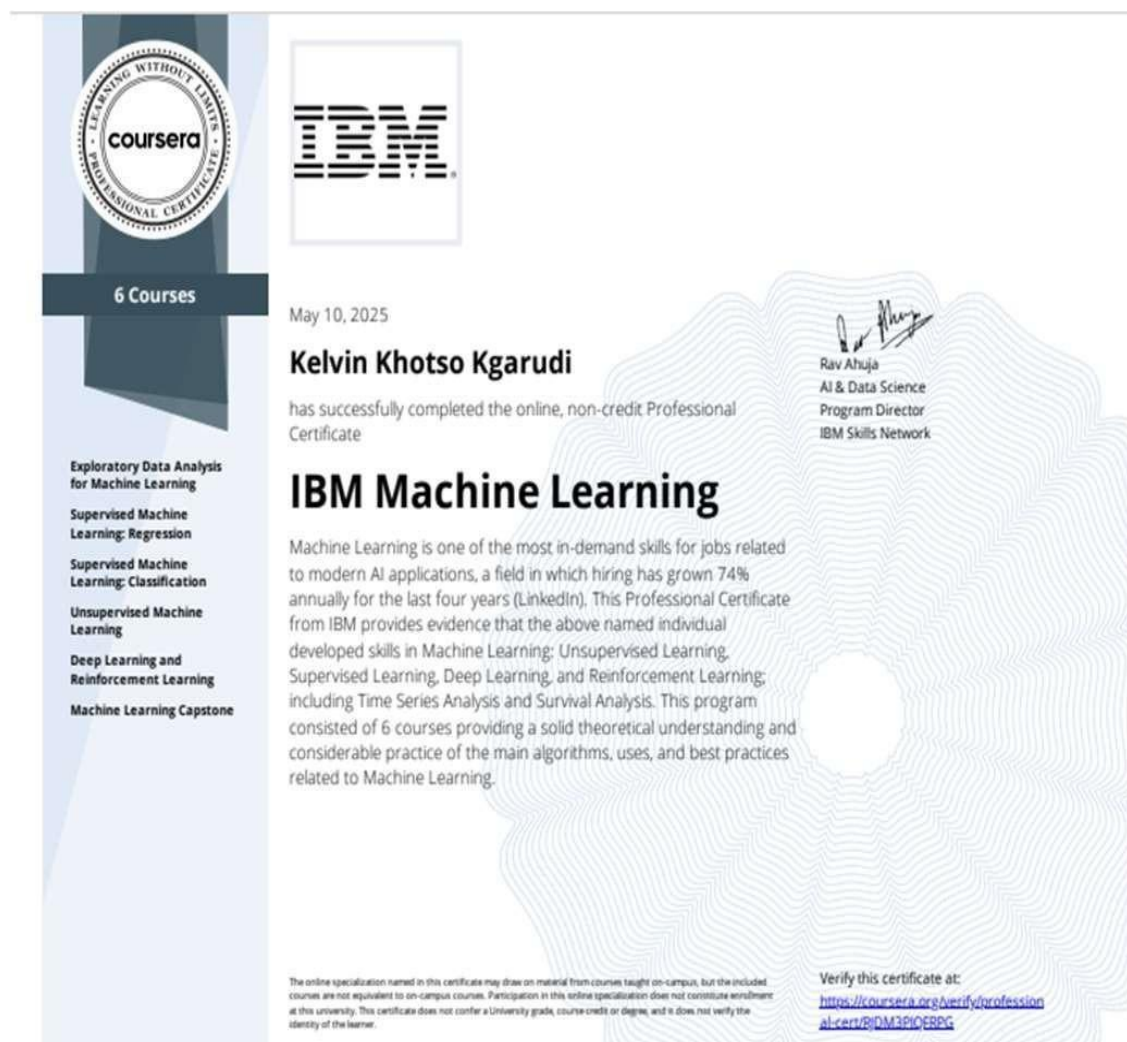 LEARNING WITHOUT LIMITS
coursera
PROFESSIONAL CERTIFICATE
6 Courses
Exploratory Data Analysis
for Machine Learning
Supervised Machine
Learning: Regression
Supervised Machine
Learning: Classification
Unsupervised Machine
Learning
Deep Learning and
Reinforcement Learning
Machine Learning Capstone
IBM
May 10, 2025
Kelvin Khotso Kgarudi
has successfully completed the online, non-credit Professional
Certificate
IBM Machine Learning
Machine Learning is one of the most in-demand skills for jobs related
to modern AI applications, a field in which hiring has grown 74%
annually for the last four years (LinkedIn). This Professional Certificate
from IBM provides evidence that the above named individual
developed skills in Machine Learning: Unsupervised Learning,
Supervised Learning, Deep Learning, and Reinforcement Learning;
including Time Series Analysis and Survival Analysis. This program
consisted of 6 courses providing a solid theoretical understanding and
considerable practice of the main algorithms, uses, and best practices
related to Machine Learning.
Rav Ahuja
AI & Data Science
Program Director
IBM Skills Network
The online specialization named in this certificate may draw on material from courses taught on-campus, but the included
courses are not equivalent to on-campus courses. Participation in this online specialization does not constitute enrollment
at this university. This certificate does not confer a University grade, course credit or degree, and it does not verify the
identity of the learner.
Verify this certificate at:
https://coursera.org/verify/profession
al-cert/